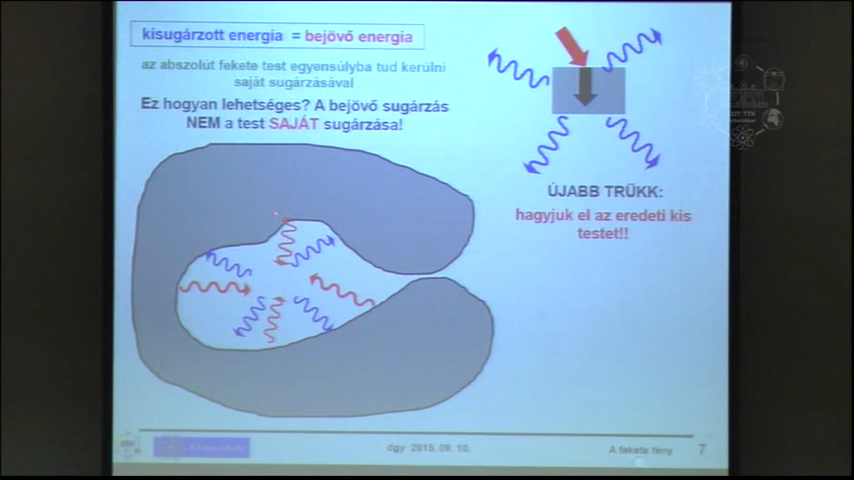 kisugárzott energia = bejövő energia
az abszolút fekete test egyensúlyba tud kerülni
saját sugárzásával
Ez hogyan lehetséges? A bejövő sugárzás
NEM a test SAJÁT sugárzása!
ÚJABB TRÜKK:
hagyjuk el az eredeti kis
testet!!
dgy 2015. 09. 10.
A fekete fény
7